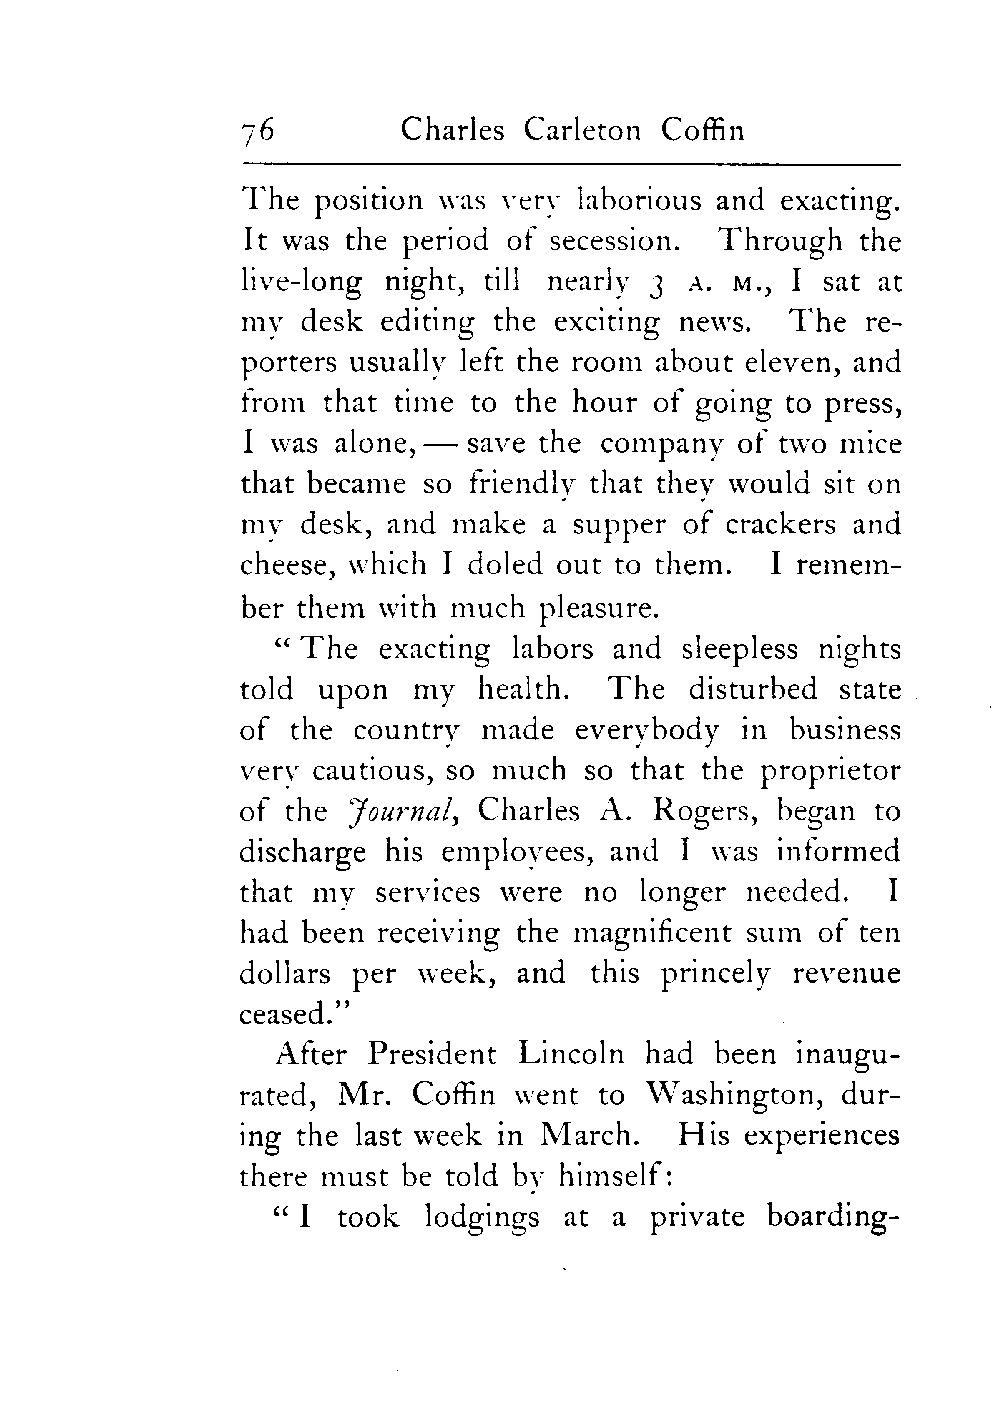 76 Charles Carleton Coffin
The position was very laborious and exacting.
It was the period of secession. Through the
live-long night, till nearly 3 A. M., I sat at
my desk editing the exciting news. The re-
porters usually left the room about eleven, and
from that time to the hour of going to press,
I was alone, — save the company of two mice
that became so friendly that they would sit on
my desk, and make a supper of crackers and
cheese, which I doled out to them. I remem-
ber them with much pleasure.
“The exacting labors and sleepless nights
told upon my health. The disturbed state
of the country made everybody in business
very cautious, so much so that the proprietor
of the Journal, Charles A. Rogers, began to
discharge his employees, and I was informed
that my services were no longer needed. I
had been receiving the magnificent sum of ten
dollars per week, and this princely revenue
ceased.”
After President Lincoln had been inaugu-
rated, Mr. Coffin went to Washington, dur-
ing the last week in March. His experiences
there must be told by himself:
“I took lodgings at a private boarding-